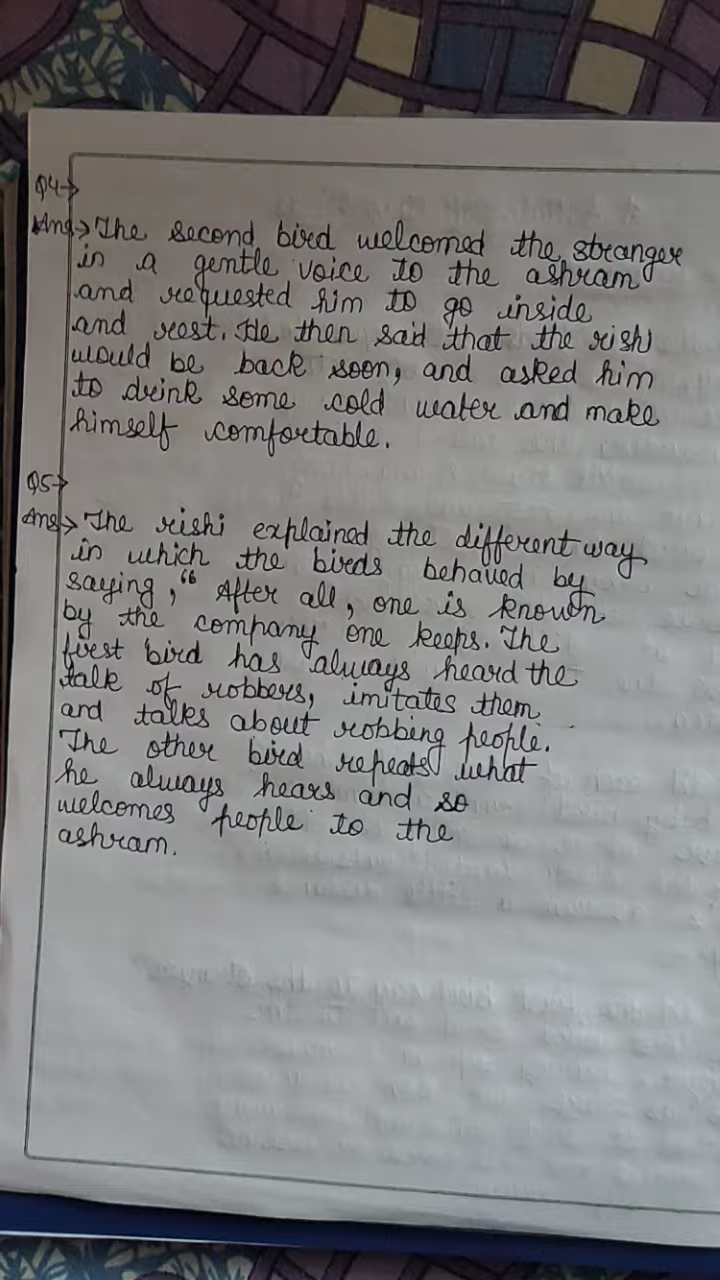 Q4→
Ans→ The second bird welcomed the stranger
in a gentle voice to the ashram
and requested him to go inside
and rest. He then said that the rishi
would be back soon, and asked him
to drink some cold water and make
himself comfortable.
Q5→
Ans→ The rishi explained the different way
in which the birds behaved by
saying, “ After all, one is known
by the company one keeps. The
first bird has always heard the
talk of robbers, imitates them
and talks about robbing people.
The other bird repeats what
he always hears and so
welcomes people to the
ashram.